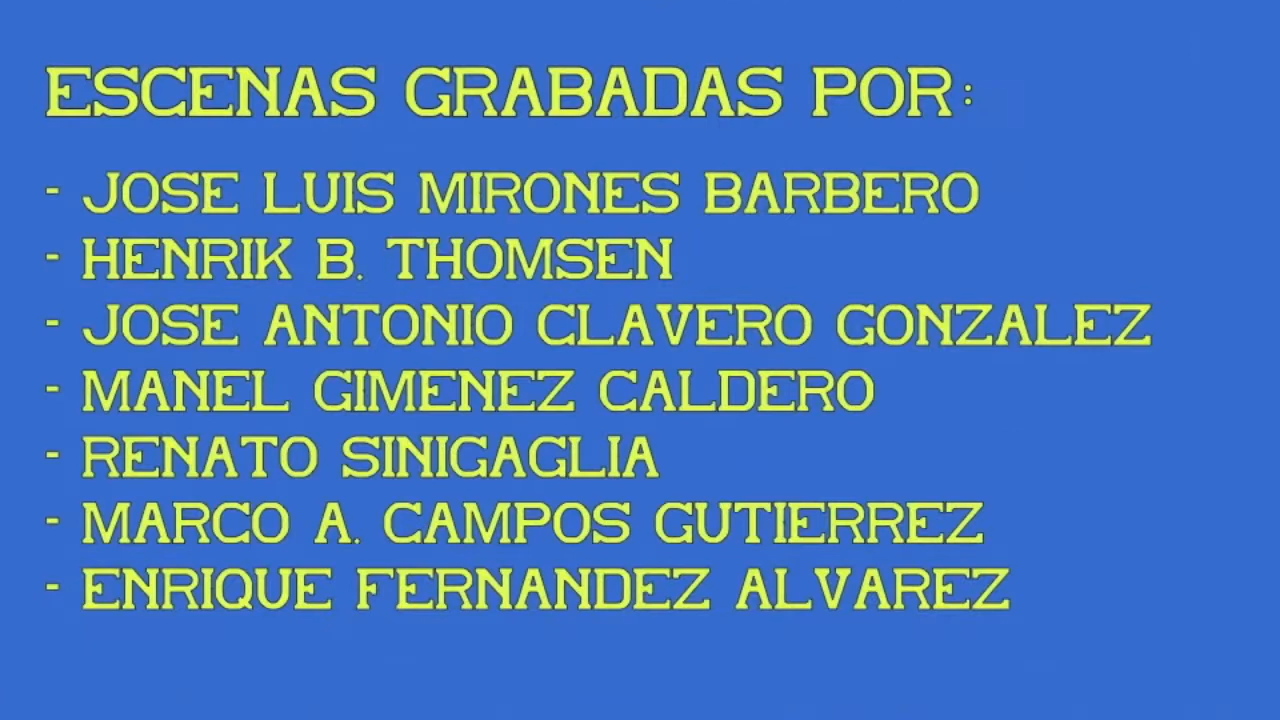 ESCENAS GRABADAS POR:
- JOSE LUIS MIRONES BARBERO
- HENRIK B. THOMSEN
- JOSE ANTONIO CLAVERO GONZALEZ
- MANEL GIMENEZ CALDERO
- RENATO SINIGAGLIA
- MARCO A. CAMPOS GUTIERREZ
- ENRIQUE FERNANDEZ ALVAREZ